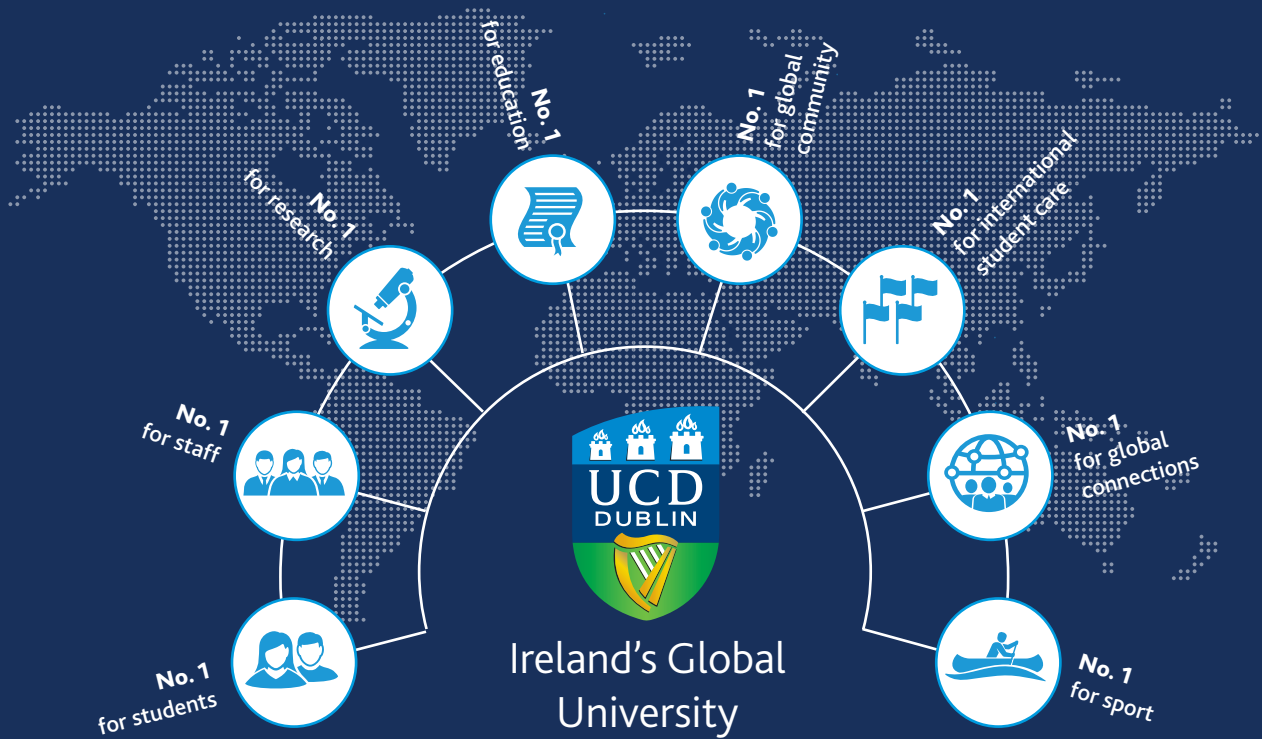 No. 1
for students
No. 1
for staff
No. 1
for research
No. 1
for education
No. 1
for global
community
No. 1
for international
student care
No. 1
for global
connections
No. 1
for sport
UCD
DUBLIN
Ireland's Global
University